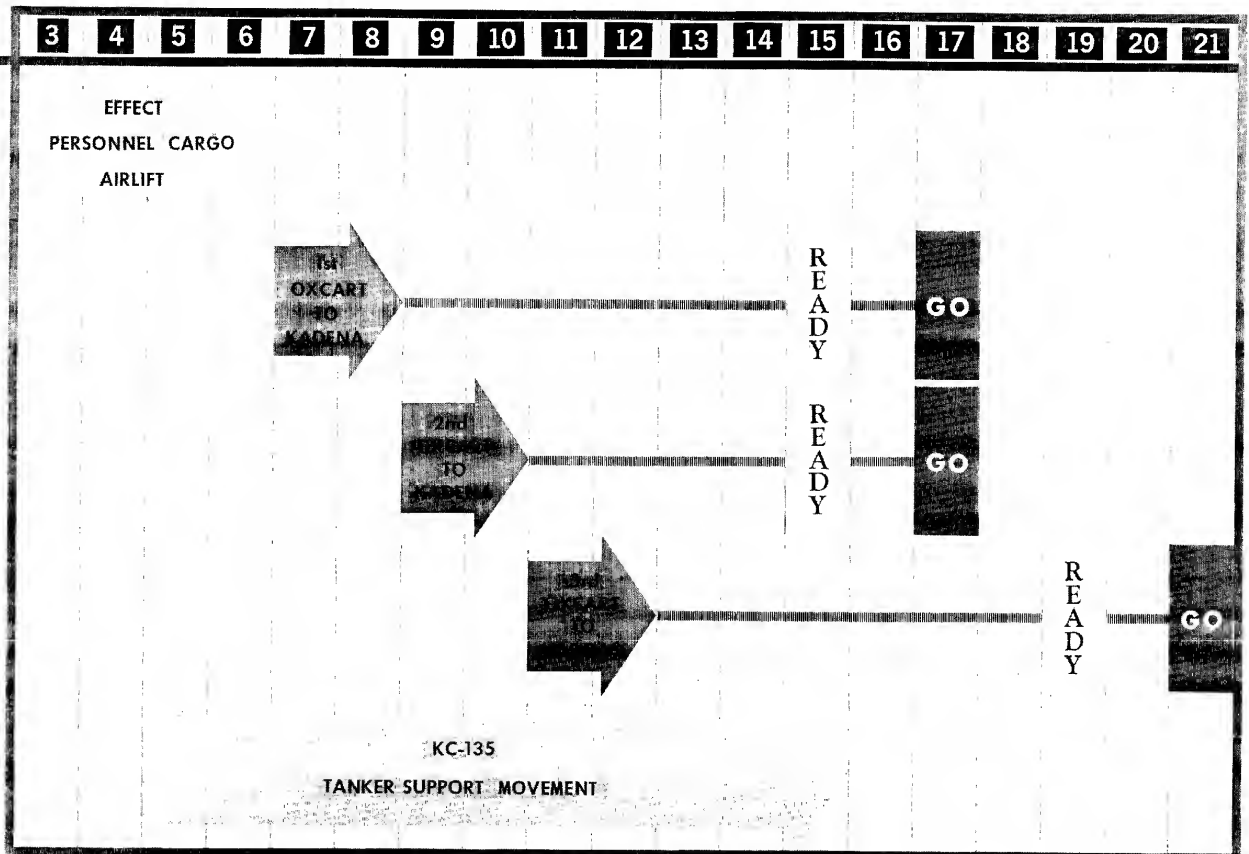 3 4 5 6 7 8 9 10 11 12 13 14 15 16 17 18 19 20 21
EFFECT
PERSONNEL CARGO
AIRLIFT
1st
OXCART
TO
KADENA
READY
GO
2nd
TO
KADENA
READY
GO
TO
READY
GO
KC-135
TANKER SUPPORT MOVEMENT